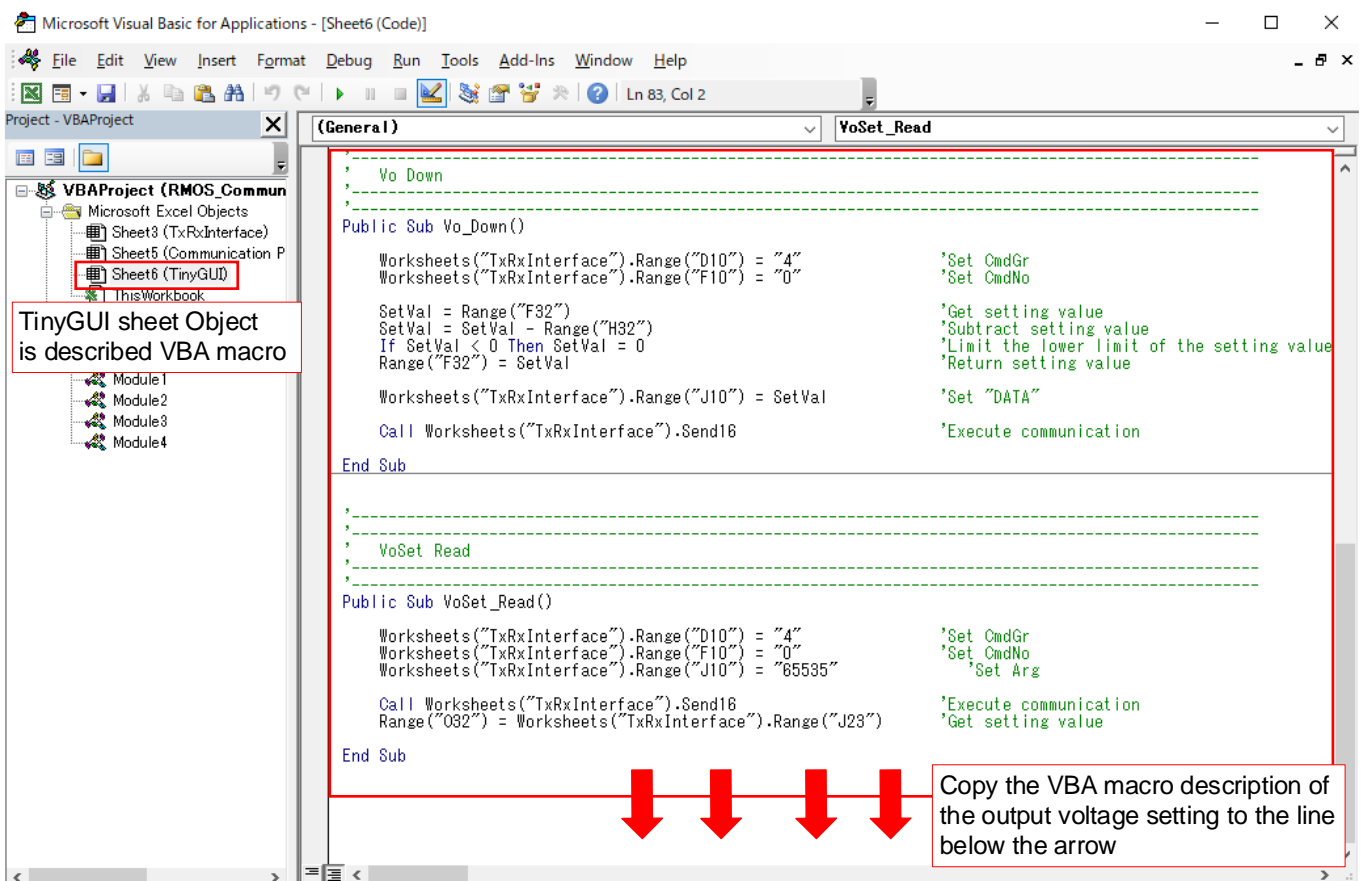 Microsoft Visual Basic for Applications - [Sheet6 (Code)]
File Edit View Insert Format Debug Run Tools Add-Ins Window Help
Ln 83, Col 2
Project - VBAProject
(General)
VoSet_Read
VBAProject (RMOS_Commun
Microsoft Excel Objects
Sheet3 (TxRxInterface)
Sheet5 (Communication P
Sheet6 (TinyGUI)
ThisWorkbook
TinyGUI sheet Object
is described VBA macro
Module1
Module2
Module3
Module4
'-----------------------------------------------------------------
' Vo Down
'-----------------------------------------------------------------
'-----------------------------------------------------------------
Public Sub Vo_Down()
Worksheets("TxRxInterface").Range("D10") = "4" 'Set CmdGr
Worksheets("TxRxInterface").Range("F10") = "0" 'Set CmdNo
SetVal = Range("F32") 'Get setting value
SetVal = SetVal - Range("H32") 'Subtract setting value
If SetVal < 0 Then SetVal = 0 'Limit the lower limit of the setting value
Range("F32") = SetVal 'Return setting value
Worksheets("TxRxInterface").Range("J10") = SetVal 'Set "DATA"
Call Worksheets("TxRxInterface").Send16 'Execute communication
End Sub
'-----------------------------------------------------------------
'-----------------------------------------------------------------
' VoSet Read
'-----------------------------------------------------------------
'-----------------------------------------------------------------
Public Sub VoSet_Read()
Worksheets("TxRxInterface").Range("D10") = "4" 'Set CmdGr
Worksheets("TxRxInterface").Range("F10") = "0" 'Set CmdNo
Worksheets("TxRxInterface").Range("J10") = "65535" 'Set Arg
Call Worksheets("TxRxInterface").Send16 'Execute communication
Range("O32") = Worksheets("TxRxInterface").Range("J23") 'Get setting value
End Sub
Copy the VBA macro description of
the output voltage setting to the line
below the arrow